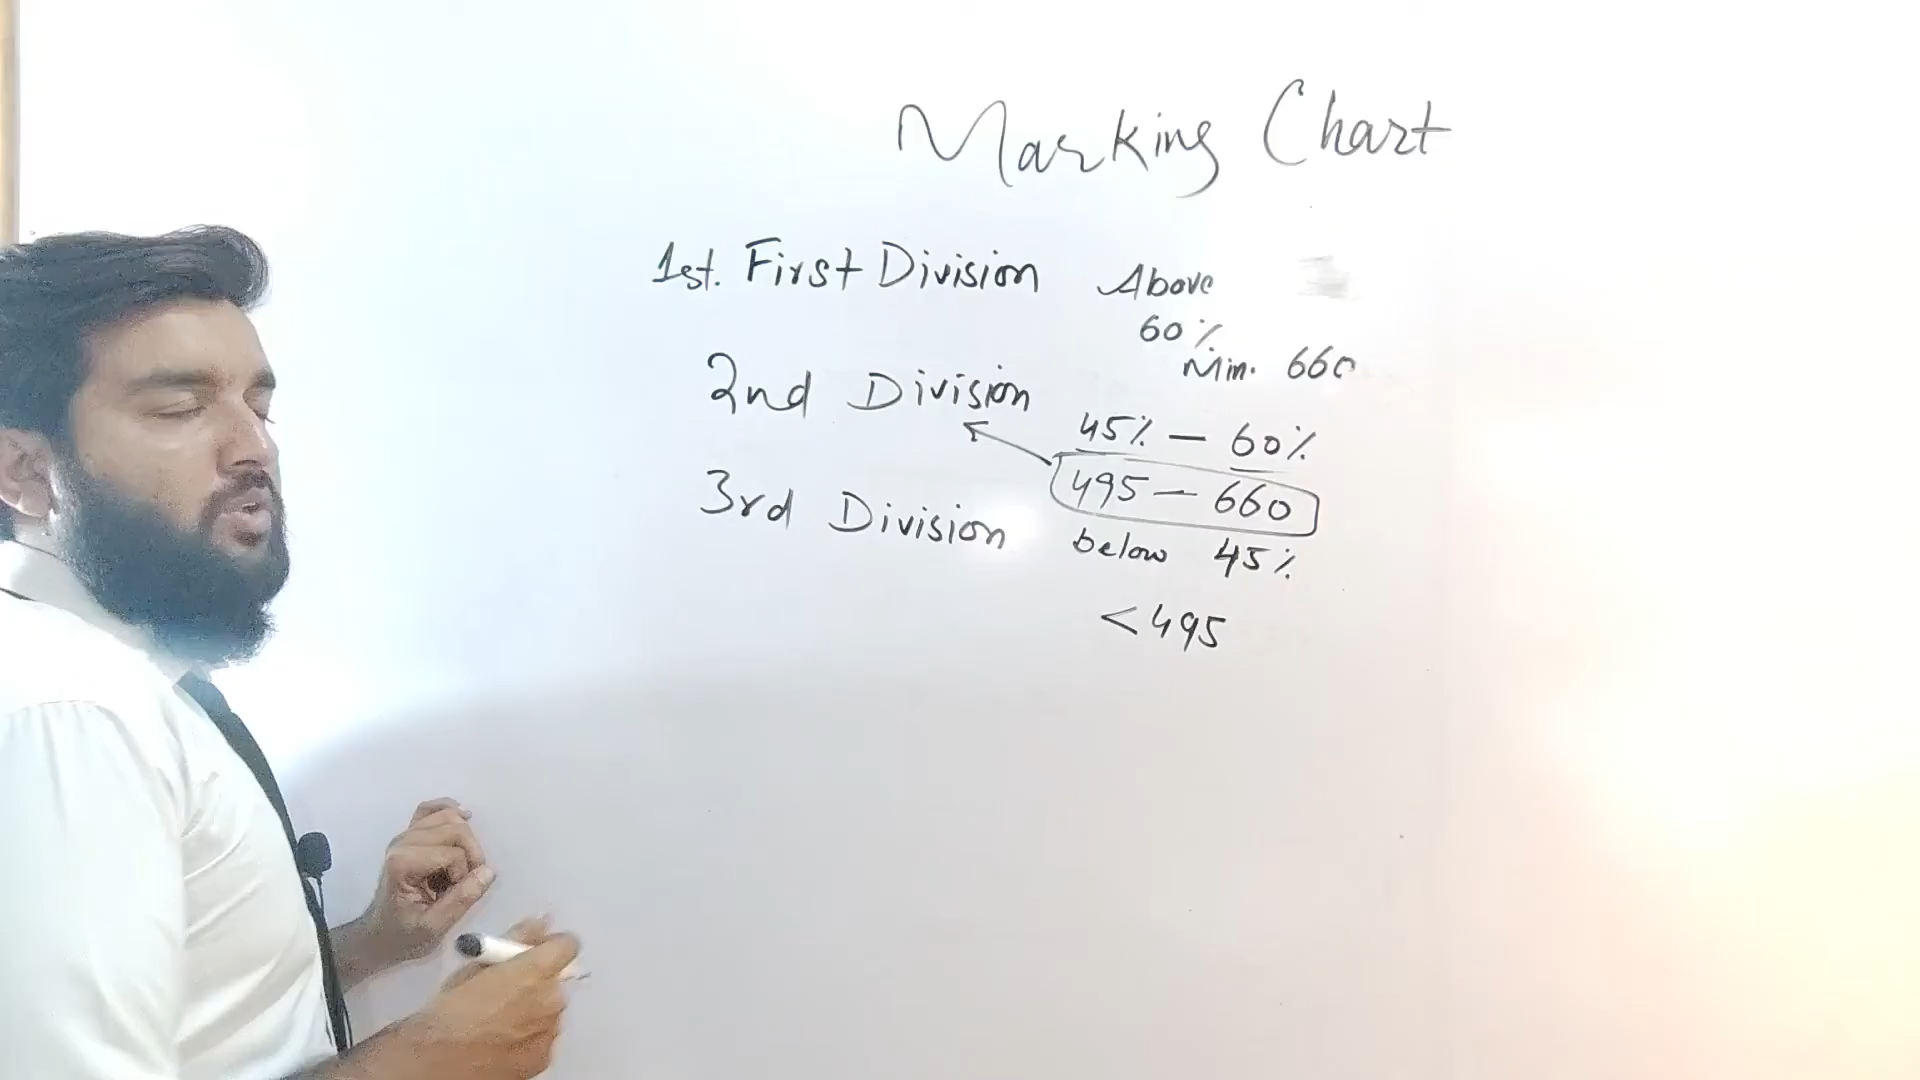 Marking Chart
1st. First Division Above
60%
Min. 660
2nd Division
45% — 60%
495 — 660
3rd Division below 45%
<495